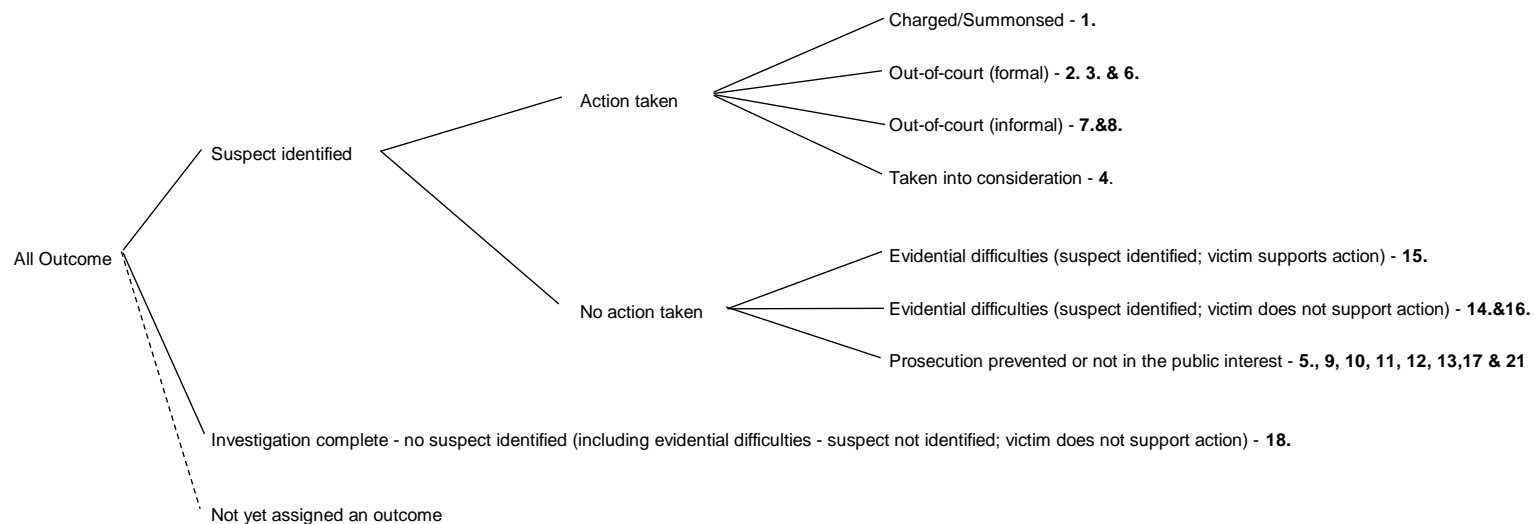 Charged/Summonsed - 1.
Out-of-court (formal) - 2. 3. & 6.
Action taken
Out-of-court (informal) - 7.&8.
Suspect identified
Taken into consideration - 4.
All Outcome
Evidential difficulties (suspect identified; victim supports action) - 15.
No action taken
Evidential difficulties (suspect identified; victim does not support action) - 14.&16.
Prosecution prevented or not in the public interest - 5., 9, 10, 11, 12, 13,17 & 21
Investigation complete - no suspect identified (including evidential difficulties - suspect not identified; victim does not support action) - 18.
Not yet assigned an outcome